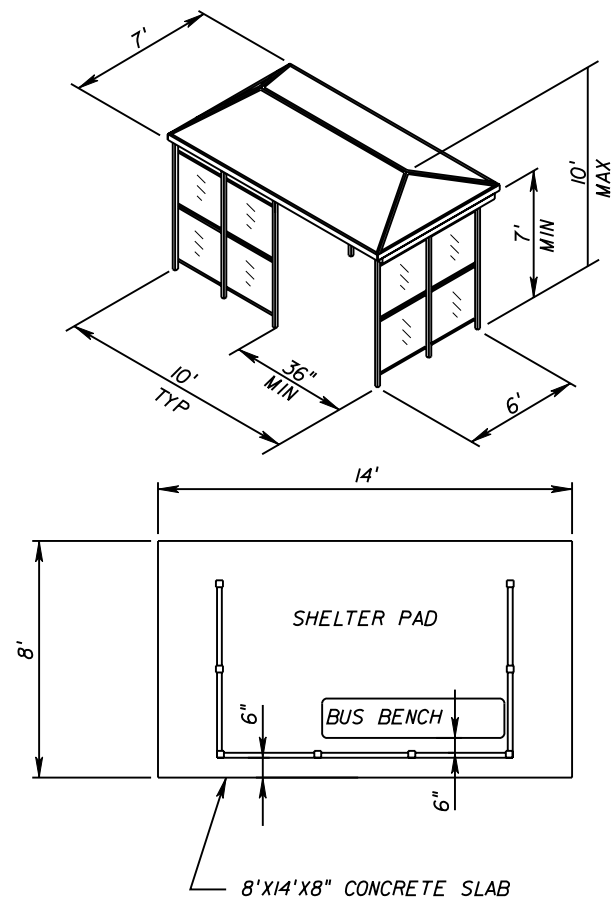 7'
10'
MAX
7'
MIN
36"
MIN
10'
TYP
6'
14'
8'
SHELTER PAD
BUS BENCH
6"
6"
8'X14'X8" CONCRETE SLAB